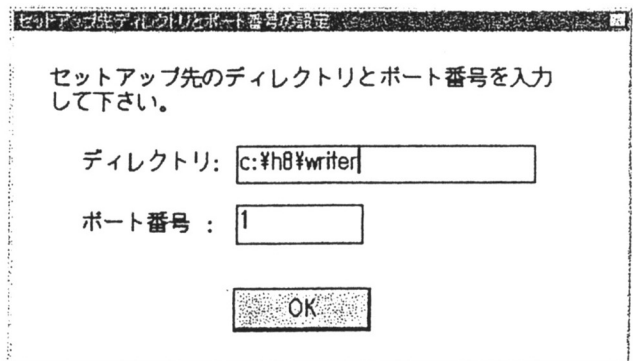 セットアップ先ディレクトリとポート番号の設定
セットアップ先のディレクトリとポート番号を入力
して下さい。
ディレクトリ: c:¥h8¥writer
ポート番号 : 1
OK